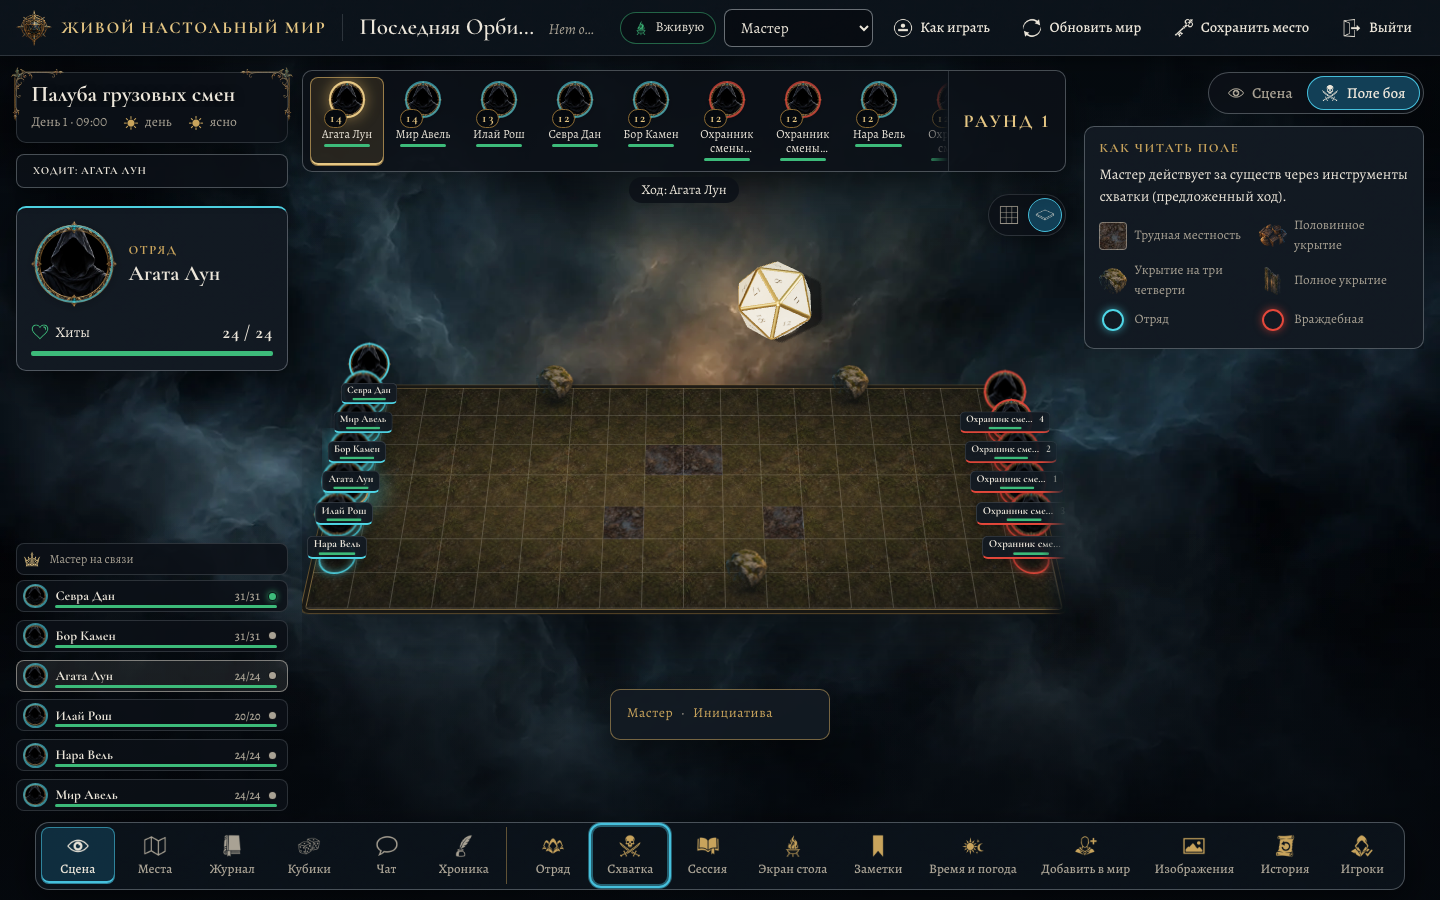 ЖИВОЙ НАСТОЛЬНЫЙ МИР
Последняя Орби...
Нет о...
Вживую
Мастер
Как играть
Обновить мир
Сохранить место
Выйти
Палуба грузовых смен
День 1 · 09:00
день
ясно
ХОДИТ: АГАТА ЛУН
ОТРЯД
Агата Лун
Хиты
24 / 24
14
Агата Лун
14
Мир Авель
13
Илай Рош
12
Севра Дан
12
Бор Камен
12
Охранник
смены...
12
Охранник
смены...
12
Нара Вель
РАУНД 1
Ход: Агата Лун
Сцена
Поле боя
КАК ЧИТАТЬ ПОЛЕ
Мастер действует за существ через инструменты
схватки (предложенный ход).
Трудная местность
Половинное
укрытие
Укрытие на три
четверти
Полное укрытие
Отряд
Враждебная
Севра Дан
Мир Авель
Бор Камен
Агата Лун
Илай Рош
Нара Вель
Охранник сме... 4
Охранник сме... 2
Охранник сме... 1
Охранник сме...
Охранник сме...
Мастер · Инициатива
Мастер на связи
Севра Дан 31/31
Бор Камен 31/31
Агата Лун 24/24
Илай Рош 20/20
Нара Вель 24/24
Мир Авель 24/24
Сцена
Места
Журнал
Кубики
Чат
Хроника
Отряд
Схватка
Сессия
Экран стола
Заметки
Время и погода
Добавить в мир
Изображения
История
Игроки